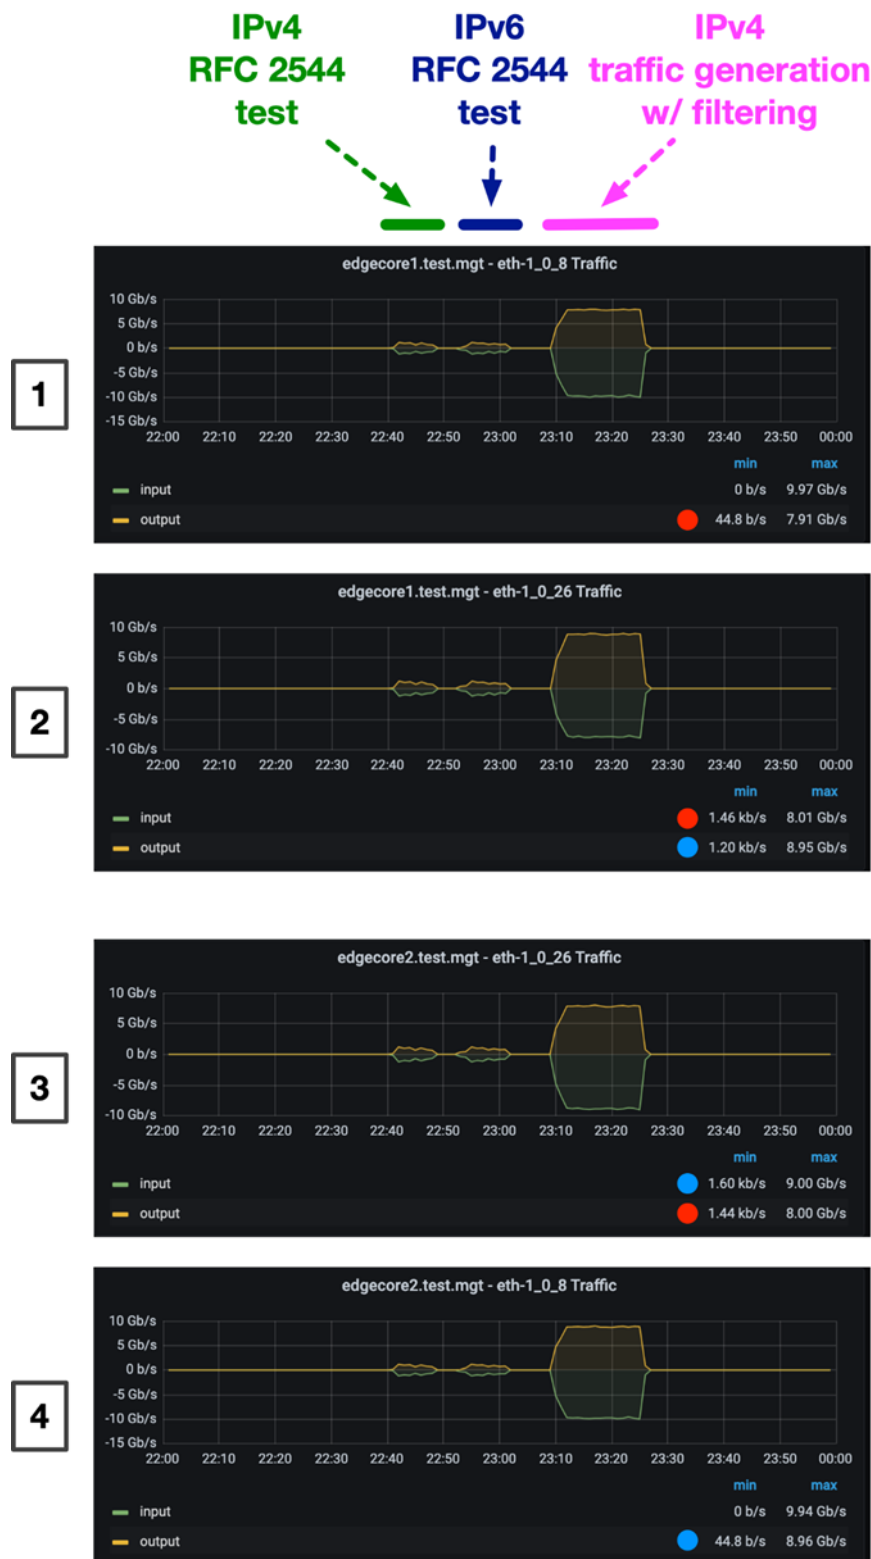 IPv4
RFC 2544
test
IPv6
RFC 2544
test
IPv4
traffic generation
w/ filtering
1
edgecore1.test.mgt - eth-1_0_8 Traffic
10 Gb/s
5 Gb/s
0 b/s
-5 Gb/s
-10 Gb/s
-15 Gb/s
22:00 22:10 22:20 22:30 22:40 22:50 23:00 23:10 23:20 23:30 23:40 23:50 00:00
min max
input 0 b/s 9.97 Gb/s
output 44.8 b/s 7.91 Gb/s
2
edgecore1.test.mgt - eth-1_0_26 Traffic
10 Gb/s
5 Gb/s
0 b/s
-5 Gb/s
-10 Gb/s
22:00 22:10 22:20 22:30 22:40 22:50 23:00 23:10 23:20 23:30 23:40 23:50 00:00
min max
input 1.46 kb/s 8.01 Gb/s
output 1.20 kb/s 8.95 Gb/s
3
edgecore2.test.mgt - eth-1_0_26 Traffic
10 Gb/s
5 Gb/s
0 b/s
-5 Gb/s
-10 Gb/s
22:00 22:10 22:20 22:30 22:40 22:50 23:00 23:10 23:20 23:30 23:40 23:50 00:00
min max
input 1.60 kb/s 9.00 Gb/s
output 1.44 kb/s 8.00 Gb/s
4
edgecore2.test.mgt - eth-1_0_8 Traffic
10 Gb/s
5 Gb/s
0 b/s
-5 Gb/s
-10 Gb/s
-15 Gb/s
22:00 22:10 22:20 22:30 22:40 22:50 23:00 23:10 23:20 23:30 23:40 23:50 00:00
min max
input 0 b/s 9.94 Gb/s
output 44.8 b/s 8.96 Gb/s